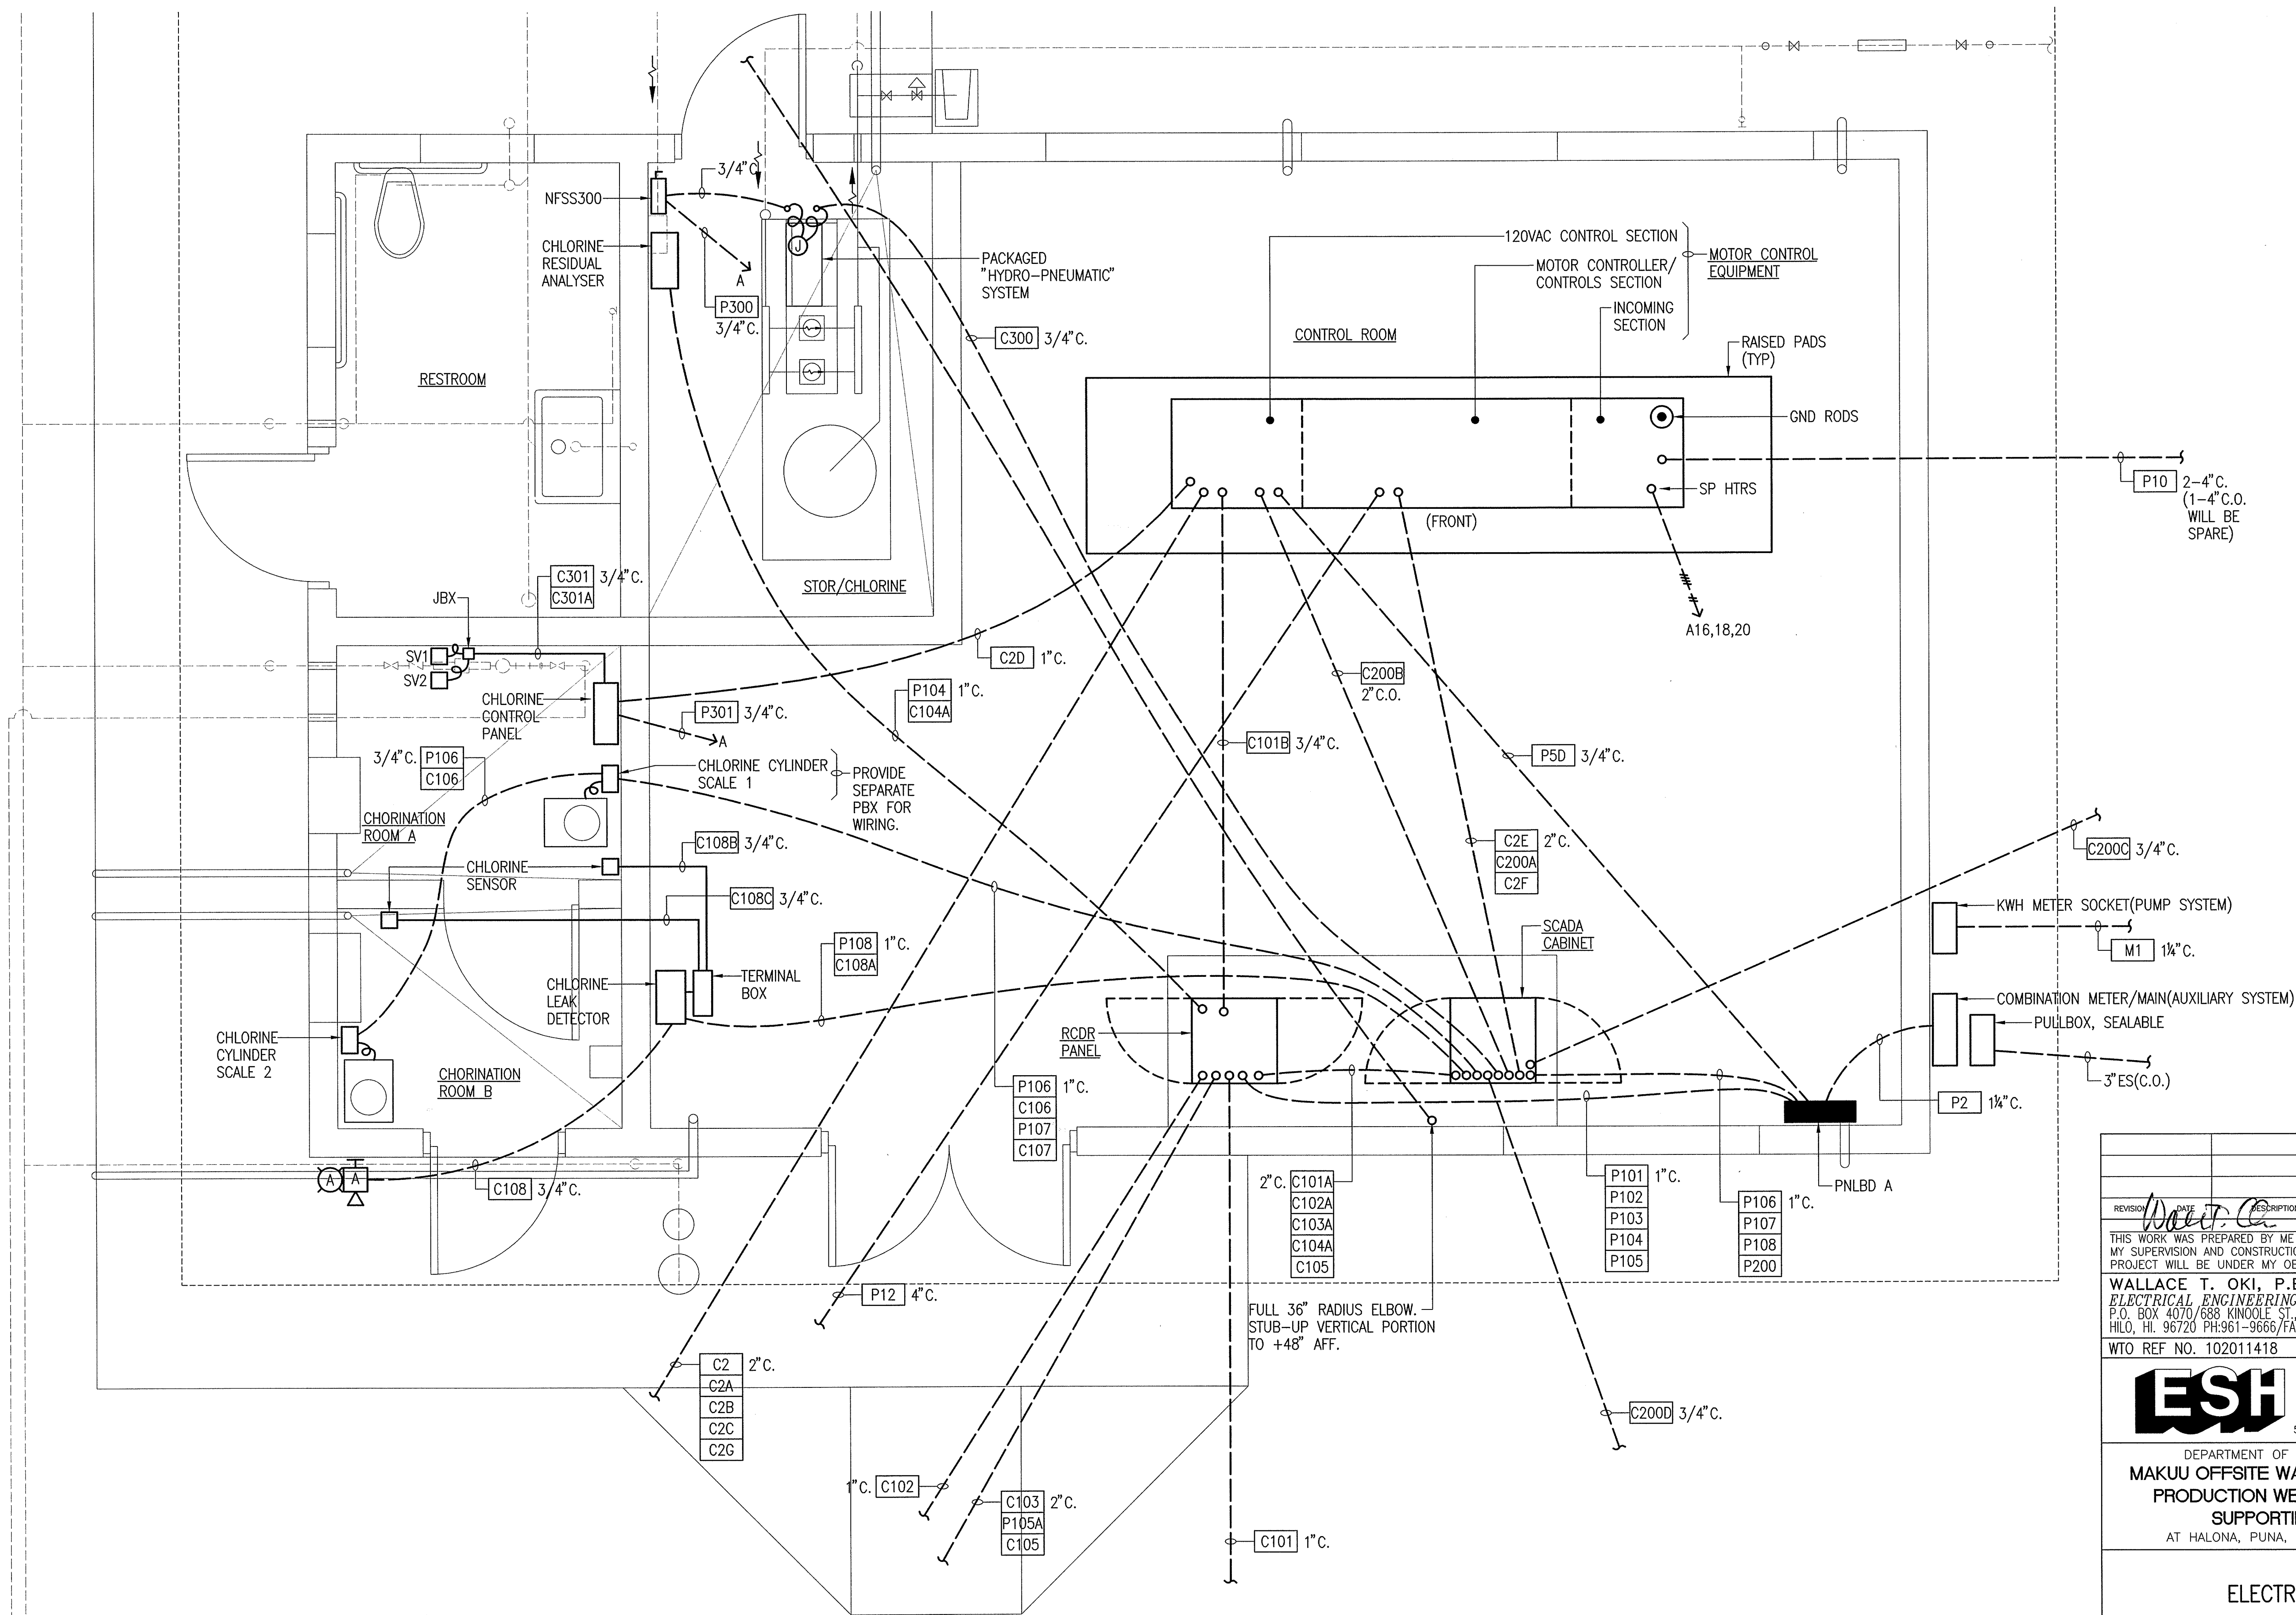 3/4"C.
NFSS300
CHLORINE
RESIDUAL
ANALYSER
J
A
P300
3/4"C.
PACKAGED
"HYDRO-PNEUMATIC"
SYSTEM
C300 3/4"C.
120VAC CONTROL SECTION
MOTOR CONTROLLER/
CONTROLS SECTION
INCOMING
SECTION
MOTOR CONTROL
EQUIPMENT
CONTROL ROOM
RAISED PADS
(TYP)
GND RODS
SP HTRS
(FRONT)
P10 2-4"C.
(1-4"C.O.
WILL BE
SPARE)
A16,18,20
RESTROOM
STOR/CHLORINE
C301 3/4"C.
C301A
JBX
SV1
SV2
C2D 1"C.
CHLORINE
CONTROL
PANEL
P301 3/4"C.
A
P104 1"C.
C104A
C200B
2"C.O.
C101B 3/4"C.
P5D 3/4"C.
3/4"C. P106
C106
CHLORINE CYLINDER
SCALE 1
PROVIDE
SEPARATE
PBX FOR
WIRING.
CHORINATION
ROOM A
C108B 3/4"C.
CHLORINE
SENSOR
C108C 3/4"C.
C2E 2"C.
C200A
C2F
C200C 3/4"C.
KWH METER SOCKET(PUMP SYSTEM)
M1 1¼"C.
SCADA
CABINET
P108 1"C.
C108A
TERMINAL
BOX
CHLORINE
LEAK
DETECTOR
COMBINATION METER/MAIN(AUXILIARY SYSTEM)
PULLBOX, SEALABLE
3"ES(C.O.)
P2 1¼"C.
RCDR
PANEL
CHLORINE
CYLINDER
SCALE 2
CHORINATION
ROOM B
P106 1"C.
C106
P107
C107
A
A
C108 3/4"C.
2"C. C101A
C102A
C103A
C104A
C105
P101 1"C.
P102
P103
P104
P105
P106 1"C.
P107
P108
P200
PNLBD A
P12 4"C.
FULL 36" RADIUS ELBOW.
STUB-UP VERTICAL PORTION
TO +48" AFF.
C2 2"C.
C2A
C2B
C2C
C2G
C200D 3/4"C.
1"C. C102
C103 2"C.
P105A
C105
C101 1"C.
REVISION DATE DESCRIPTION
THIS WORK WAS PREPARED BY ME
MY SUPERVISION AND CONSTRUCTIO
PROJECT WILL BE UNDER MY OB
WALLACE T. OKI, P.E
ELECTRICAL ENGINEERING
P.O. BOX 4070/688 KINOOLE ST.,
HILO, HI. 96720 PH:961-9666/FA
WTO REF NO. 102011418
ESH
DEPARTMENT OF
MAKUU OFFSITE WA
PRODUCTION WE
SUPPORTI
AT HALONA, PUNA,
ELECTR